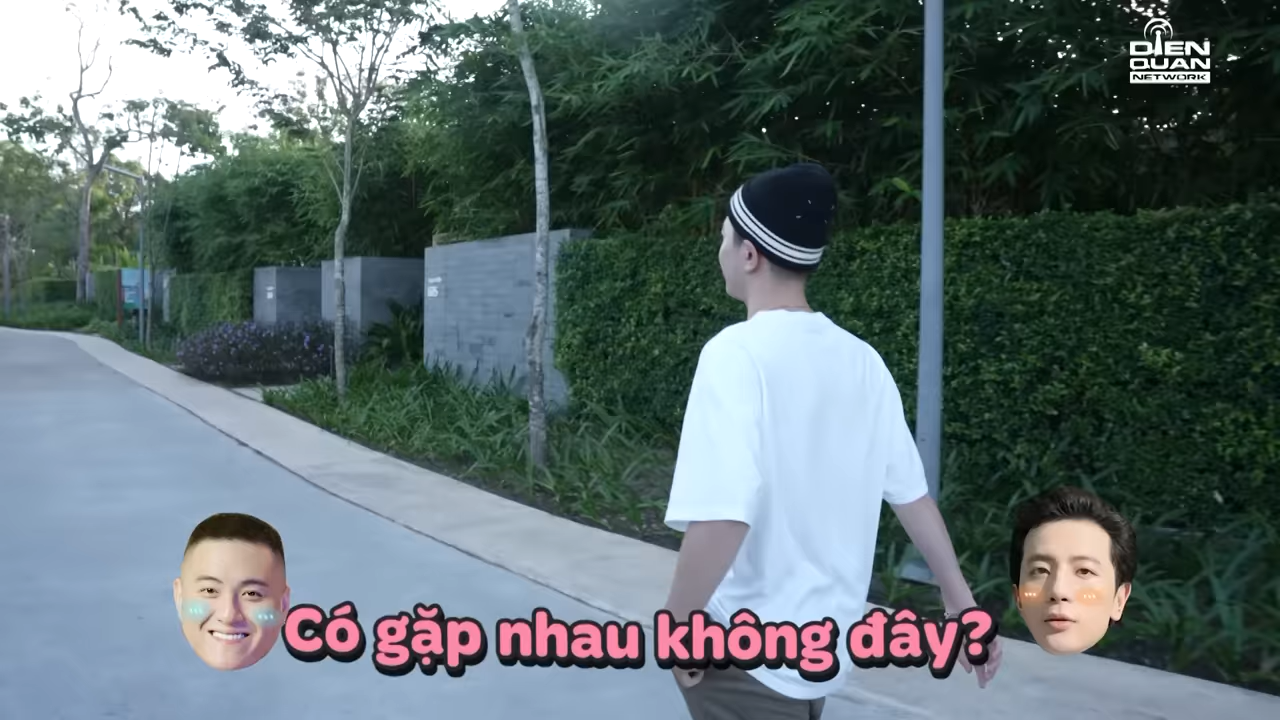 DIEN
QUAN
NETWORK
Có gặp nhau không đây?